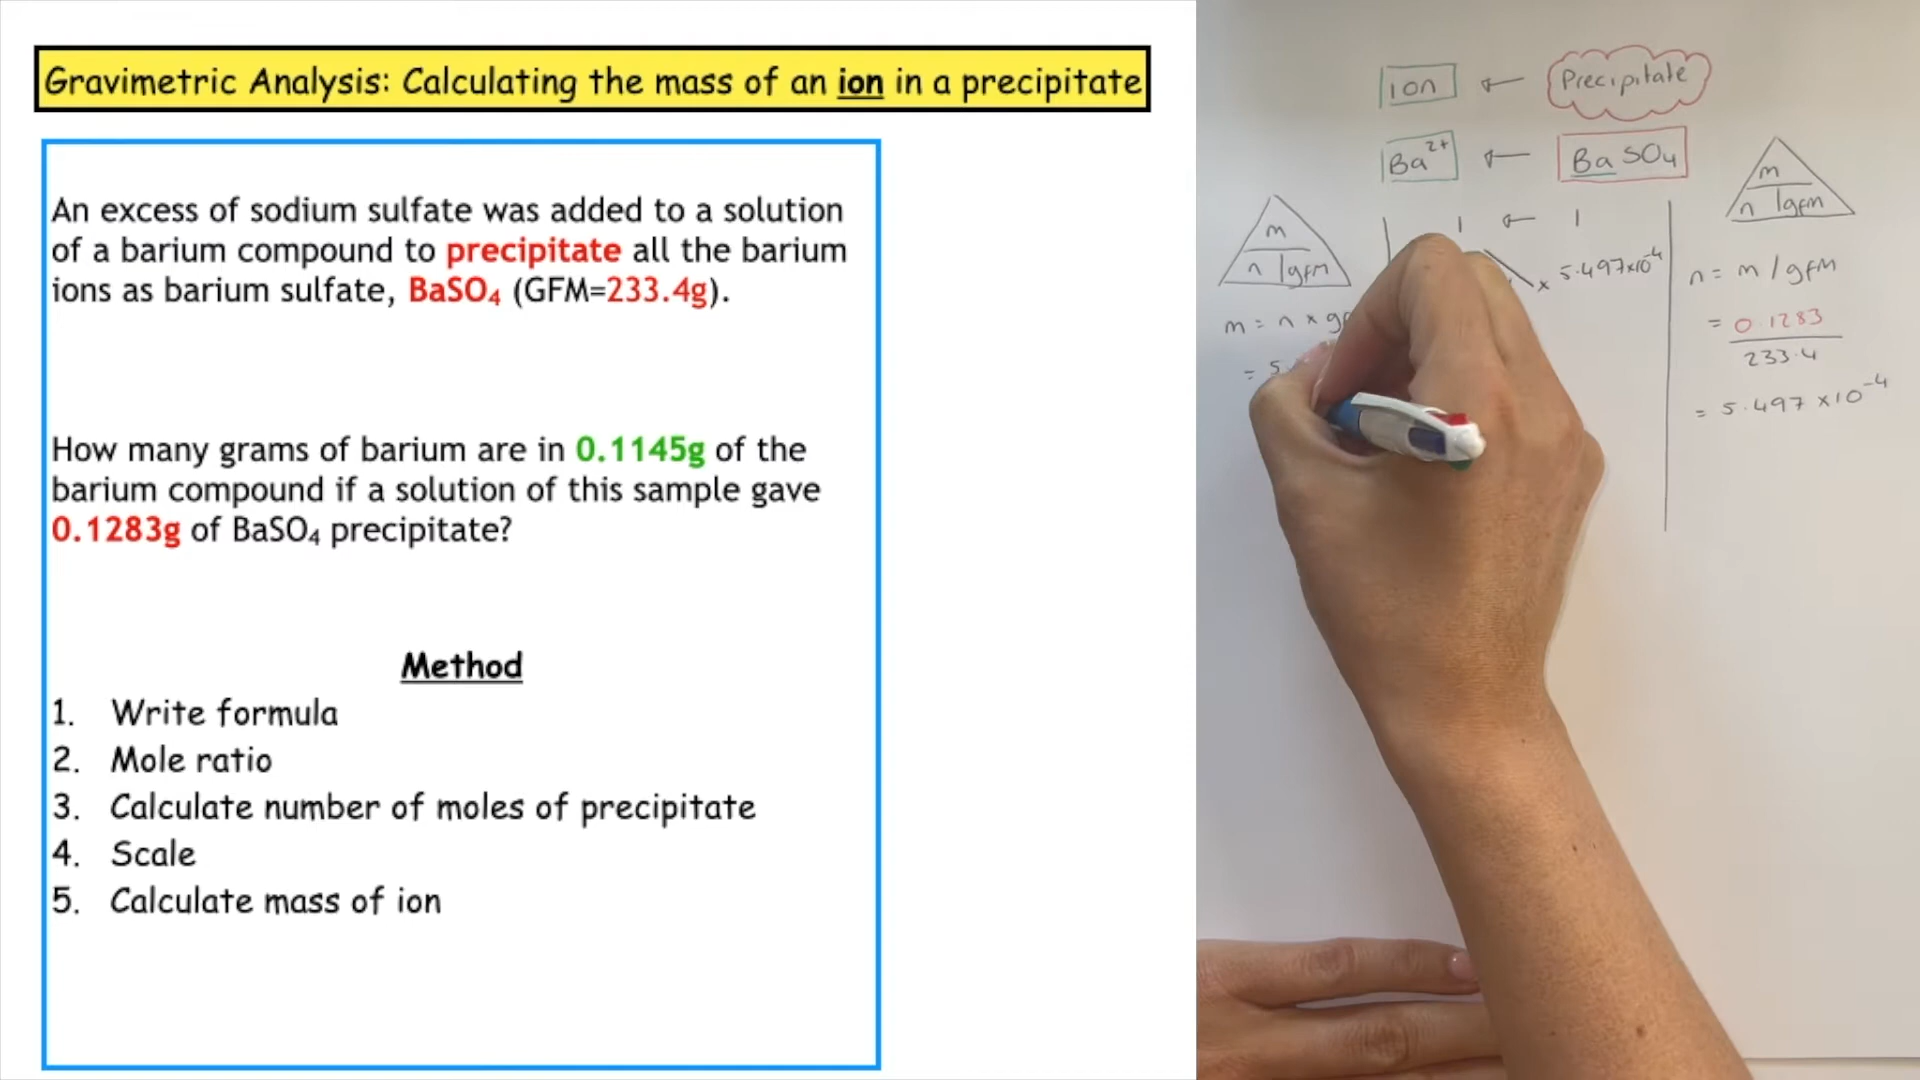 Gravimetric Analysis: Calculating the mass of an ion in a precipitate
An excess of sodium sulfate was added to a solution
of a barium compound to precipitate all the barium
ions as barium sulfate, BaSO₄ (GFM=233.4g).
How many grams of barium are in 0.1145g of the
barium compound if a solution of this sample gave
0.1283g of BaSO₄ precipitate?
Method
1. Write formula
2. Mole ratio
3. Calculate number of moles of precipitate
4. Scale
5. Calculate mass of ion
ion ← Precipitate
Ba²⁺ ← BaSO₄
1 ← 1
x 5.497x10⁻⁴
m
n | gfm
m = n x
= 5.
m
n | gfm
n = m / gfm
= 0.1283
233.4
= 5.497 x10⁻⁴